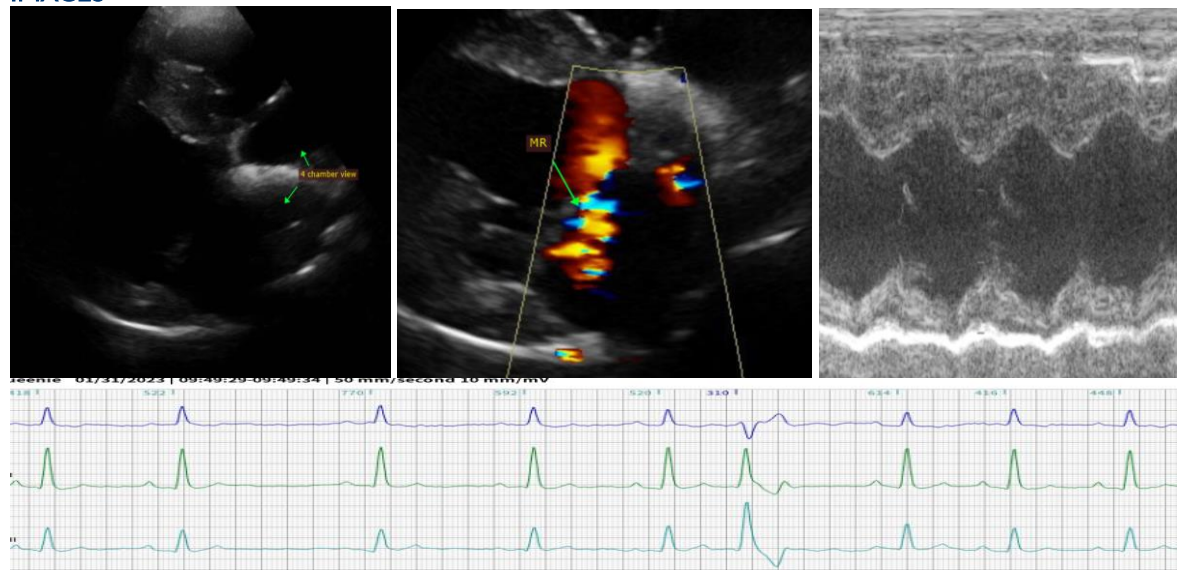 IMAGES
4 chamber view
MR
01/31/2023 | 09:49:29-09:49:34 | 50 mm/second 10 mm/mV
418 522 770 592 520 310 614 416 448